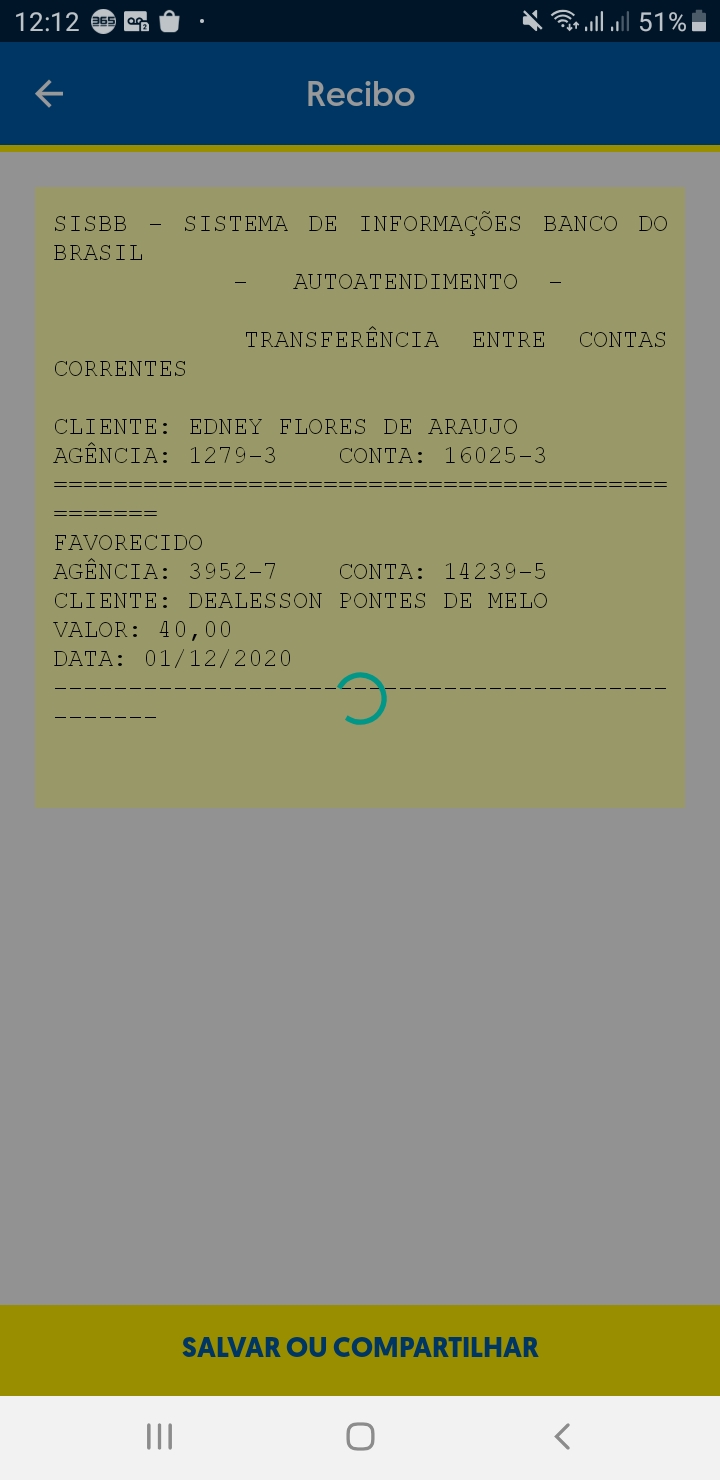 12:12 365 51%
Recibo
SISBB - SISTEMA DE INFORMAÇÕES BANCO DO
BRASIL
- AUTOATENDIMENTO -
TRANSFERÊNCIA ENTRE CONTAS
CORRENTES
CLIENTE: EDNEY FLORES DE ARAUJO
AGÊNCIA: 1279-3 CONTA: 16025-3
=========================================
=======
FAVORECIDO
AGÊNCIA: 3952-7 CONTA: 14239-5
CLIENTE: DEALESSON PONTES DE MELO
VALOR: 40,00
DATA: 01/12/2020
-----------------------------------------
-------
SALVAR OU COMPARTILHAR